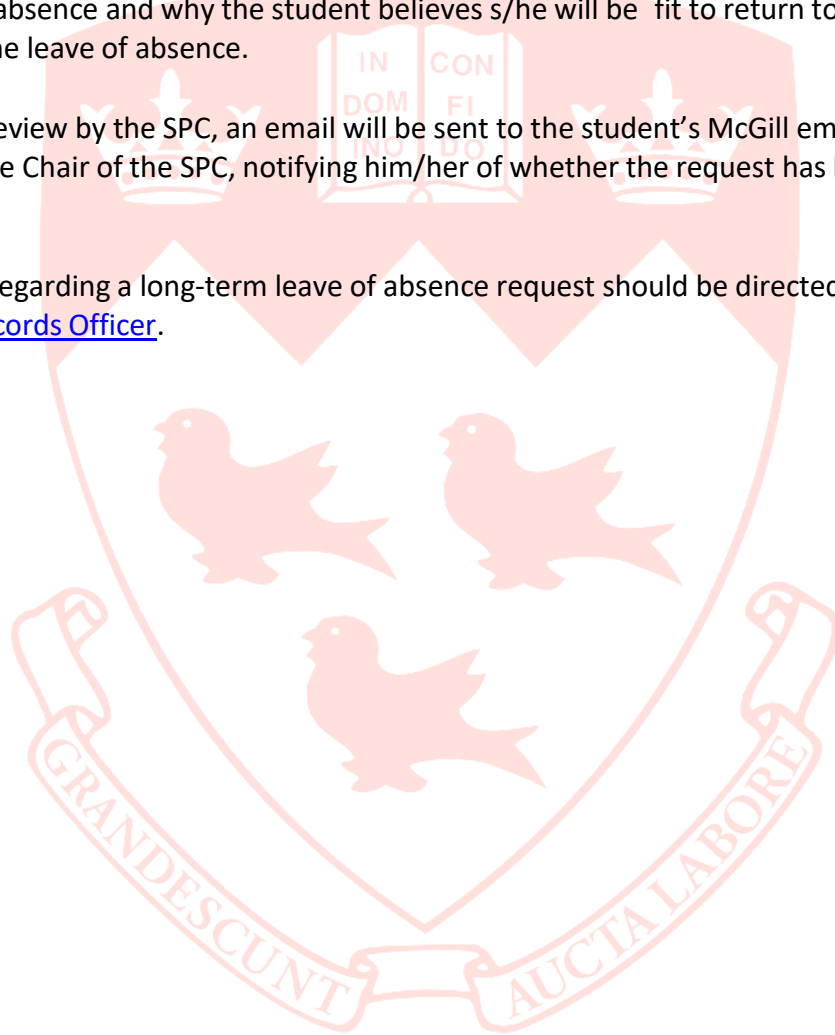 absence and why the student believes s/he will be fit to return to
he leave of absence.
eview by the SPC, an email will be sent to the student's McGill em
e Chair of the SPC, notifying him/her of whether the request has
egarding a long-term leave of absence request should be directed
cords Officer.
IN CON
DOM FI
INO DO
GRANDESCUNT AUCTA LABORE